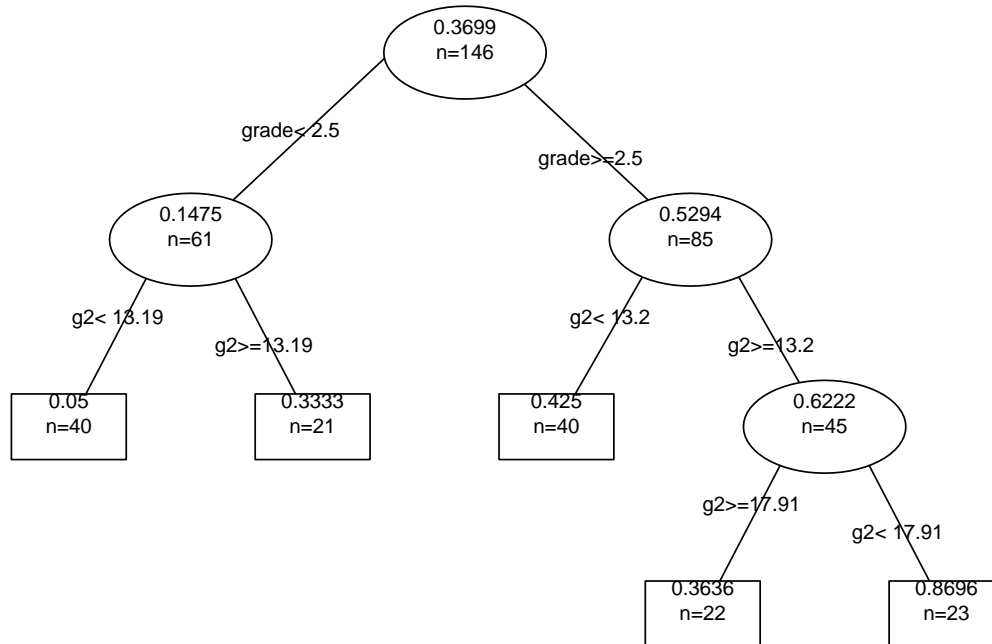 0.3699
n=146
grade< 2.5
grade>=2.5
0.1475
n=61
0.5294
n=85
g2< 13.19
g2>=13.19
g2< 13.2
g2>=13.2
0.05
n=40
0.3333
n=21
0.425
n=40
0.6222
n=45
g2>=17.91
g2< 17.91
0.3636
n=22
0.8696
n=23